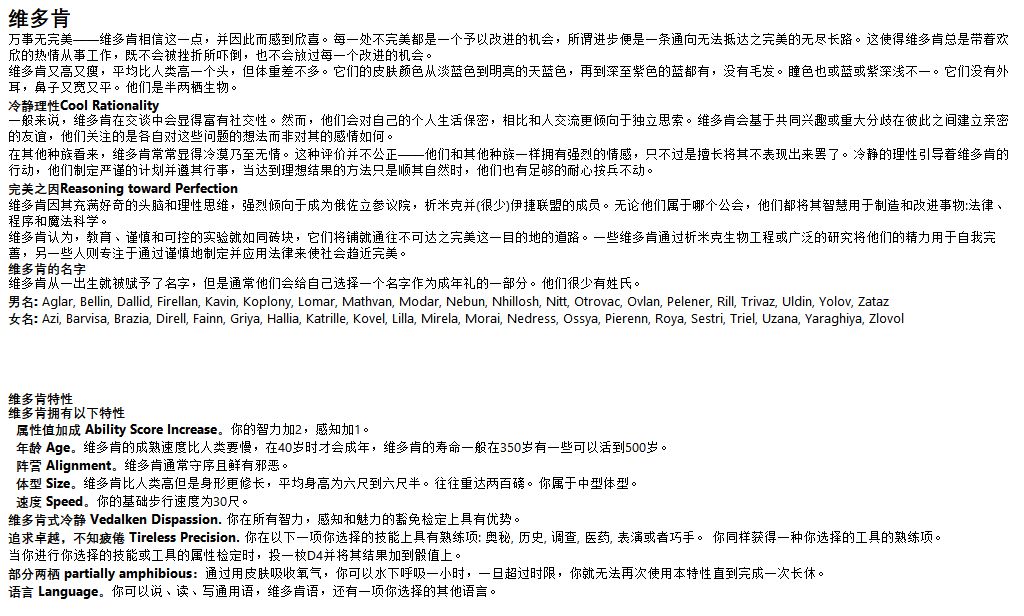 维多肯
万事无完美——维多肯相信这一点，并因此而感到欣喜。每一处不完美都是一个予以改进的机会，所谓进步便是一条通向无法抵达之完美的无尽长路。这使得维多肯总是带着欢
欣的热情从事工作，既不会被挫折所吓倒，也不会放过每一个改进的机会。
维多肯又高又瘦，平均比人类高一个头，但体重差不多。它们的皮肤颜色从淡蓝色到明亮的天蓝色，再到深至紫色的蓝都有，没有毛发。瞳色也或蓝或紫深浅不一。它们没有外
耳，鼻子又宽又平。他们是半两栖生物。
冷静理性Cool Rationality
一般来说，维多肯在交谈中会显得富有社交性。然而，他们会对自己的个人生活保密，相比和人交流更倾向于独立思索。维多肯会基于共同兴趣或重大分歧在彼此之间建立亲密
的友谊，他们关注的是各自对这些问题的想法而非对其的感情如何。
在其他种族看来，维多肯常常显得冷漠乃至无情。这种评价并不公正——他们和其他种族一样拥有强烈的情感，只不过是擅长将其不表现出来罢了。冷静的理性引导着维多肯的
行动，他们制定严谨的计划并遵其行事，当达到理想结果的方法只是顺其自然时，他们也有足够的耐心按兵不动。
完美之因Reasoning toward Perfection
维多肯因其充满好奇的头脑和理性思维，强烈倾向于成为俄佐立参议院，析米克并(很少)伊捷联盟的成员。无论他们属于哪个公会，他们都将其智慧用于制造和改进事物:法律、
程序和魔法科学。
维多肯认为，教育、谨慎和可控的实验就如同砖块，它们将铺就通往不可达之完美这一目的地的道路。一些维多肯通过析米克生物工程或广泛的研究将他们的精力用于自我完
善，另一些人则专注于通过谨慎地制定并应用法律来使社会趋近完美。
维多肯的名字
维多肯从一出生就被赋予了名字，但是通常他们会给自己选择一个名字作为成年礼的一部分。他们很少有姓氏。
男名: Aglar, Bellin, Dallid, Firellan, Kavin, Koplony, Lomar, Mathvan, Modar, Nebun, Nhillosh, Nitt, Otrovac, Ovlan, Pelener, Rill, Trivaz, Uldin, Yolov, Zataz
女名: Azi, Barvisa, Brazia, Direll, Fainn, Griya, Hallia, Katrille, Kovel, Lilla, Mirela, Morai, Nedress, Ossya, Pierenn, Roya, Sestri, Triel, Uzana, Yaraghiya, Zlovol
维多肯特性
维多肯拥有以下特性
属性值加成 Ability Score Increase。你的智力加2，感知加1。
年龄 Age。维多肯的成熟速度比人类要慢，在40岁时才会成年，维多肯的寿命一般在350岁有一些可以活到500岁。
阵营 Alignment。维多肯通常守序且鲜有邪恶。
体型 Size。维多肯比人类高但是身形更修长，平均身高为六尺到六尺半。往往重达两百磅。你属于中型体型。
速度 Speed。你的基础步行速度为30尺。
维多肯式冷静 Vedalken Dispassion. 你在所有智力，感知和魅力的豁免检定上具有优势。
追求卓越，不知疲倦 Tireless Precision. 你在以下一项你选择的技能上具有熟练项: 奥秘, 历史, 调查, 医药, 表演或者巧手。 你同样获得一种你选择的工具的熟练项。
当你进行你选择的技能或工具的属性检定时，投一枚D4并将其结果加到骰值上。
部分两栖 partially amphibious：通过用皮肤吸收氧气，你可以水下呼吸一小时，一旦超过时限，你就无法再次使用本特性直到完成一次长休。
语言 Language。你可以说、读、写通用语，维多肯语，还有一项你选择的其他语言。